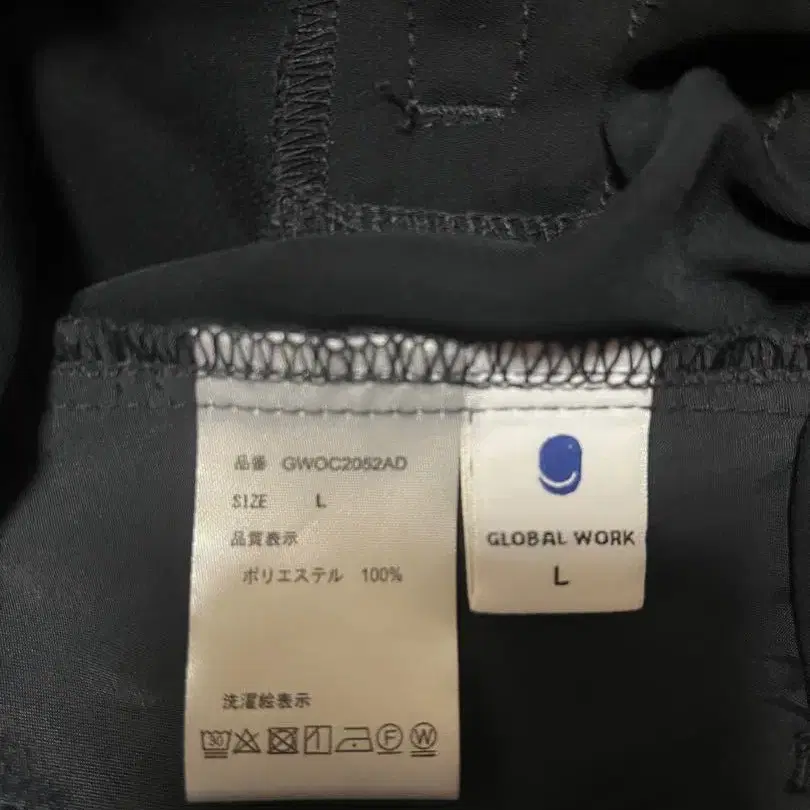 品番 GWOC2052AD
SIZE L
品質表示
ポリエステル 100%
洗濯絵表示
30 F W
GLOBAL WORK
L